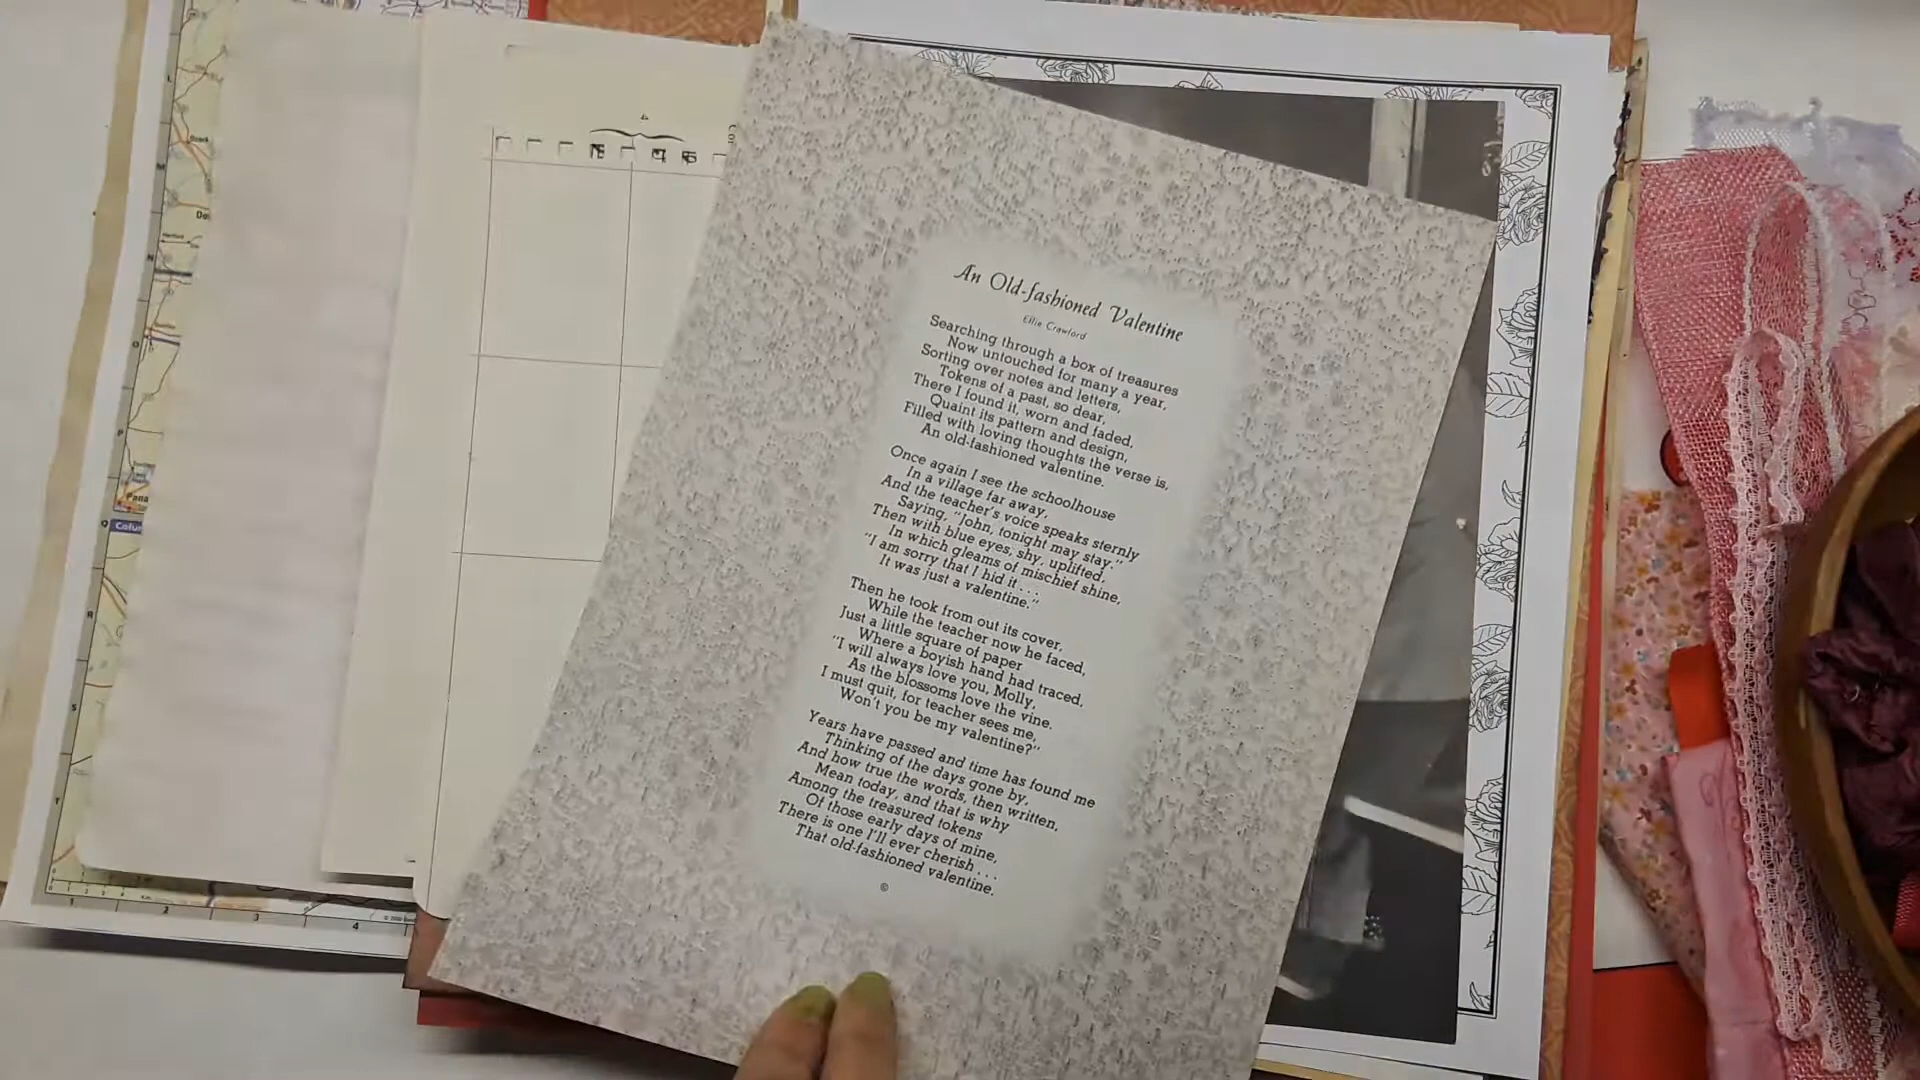 An Old-fashioned Valentine
Effie Crawford
Searching through a box of treasures
Now untouched for many a year,
Sorting over notes and letters,
Tokens of a past, so dear,
There I found it, worn and faded,
Quaint its pattern and design,
Filled with loving thoughts the verse is,
An old-fashioned valentine.
Once again I see the schoolhouse
In a village far away,
And the teacher's voice speaks sternly
Saying, "John, tonight may stay."
Then with blue eyes, shy, uplifted,
In which gleams of mischief shine,
"I am sorry that I hid it . . .
It was just a valentine."
Then he took from out its cover,
While the teacher now he faced,
Just a little square of paper
Where a boyish hand had traced,
"I will always love you, Molly,
As the blossoms love the vine.
I must quit, for teacher sees me,
Won't you be my valentine?"
Years have passed and time has found me
Thinking of the days gone by,
And how true the words, then written,
Mean today, and that is why
Among the treasured tokens
Of those early days of mine,
There is one I'll ever cherish . . .
That old-fashioned valentine.
©
L
M
N
O
P
Q
R
S
T
1
2
3
4